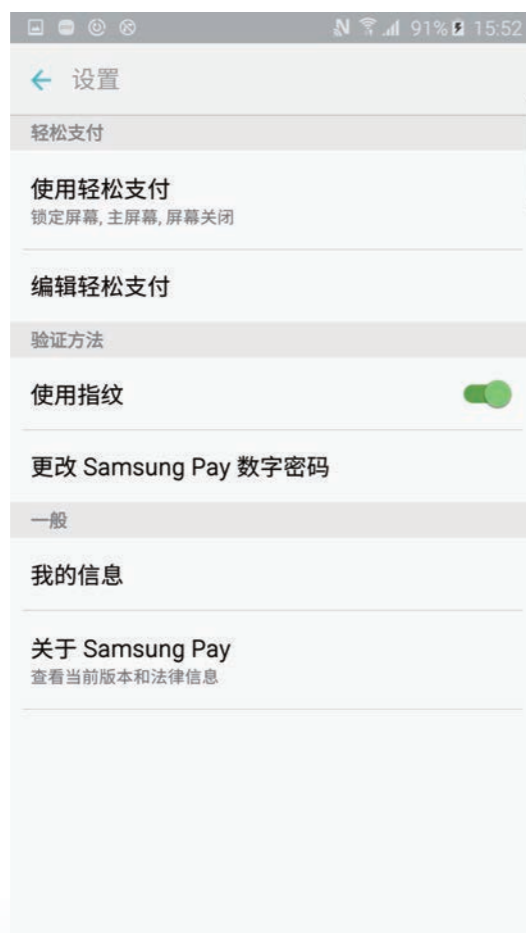 91% 15:52
设置
轻松支付
使用轻松支付
锁定屏幕, 主屏幕, 屏幕关闭
编辑轻松支付
验证方法
使用指纹
更改 Samsung Pay 数字密码
一般
我的信息
关于 Samsung Pay
查看当前版本和法律信息